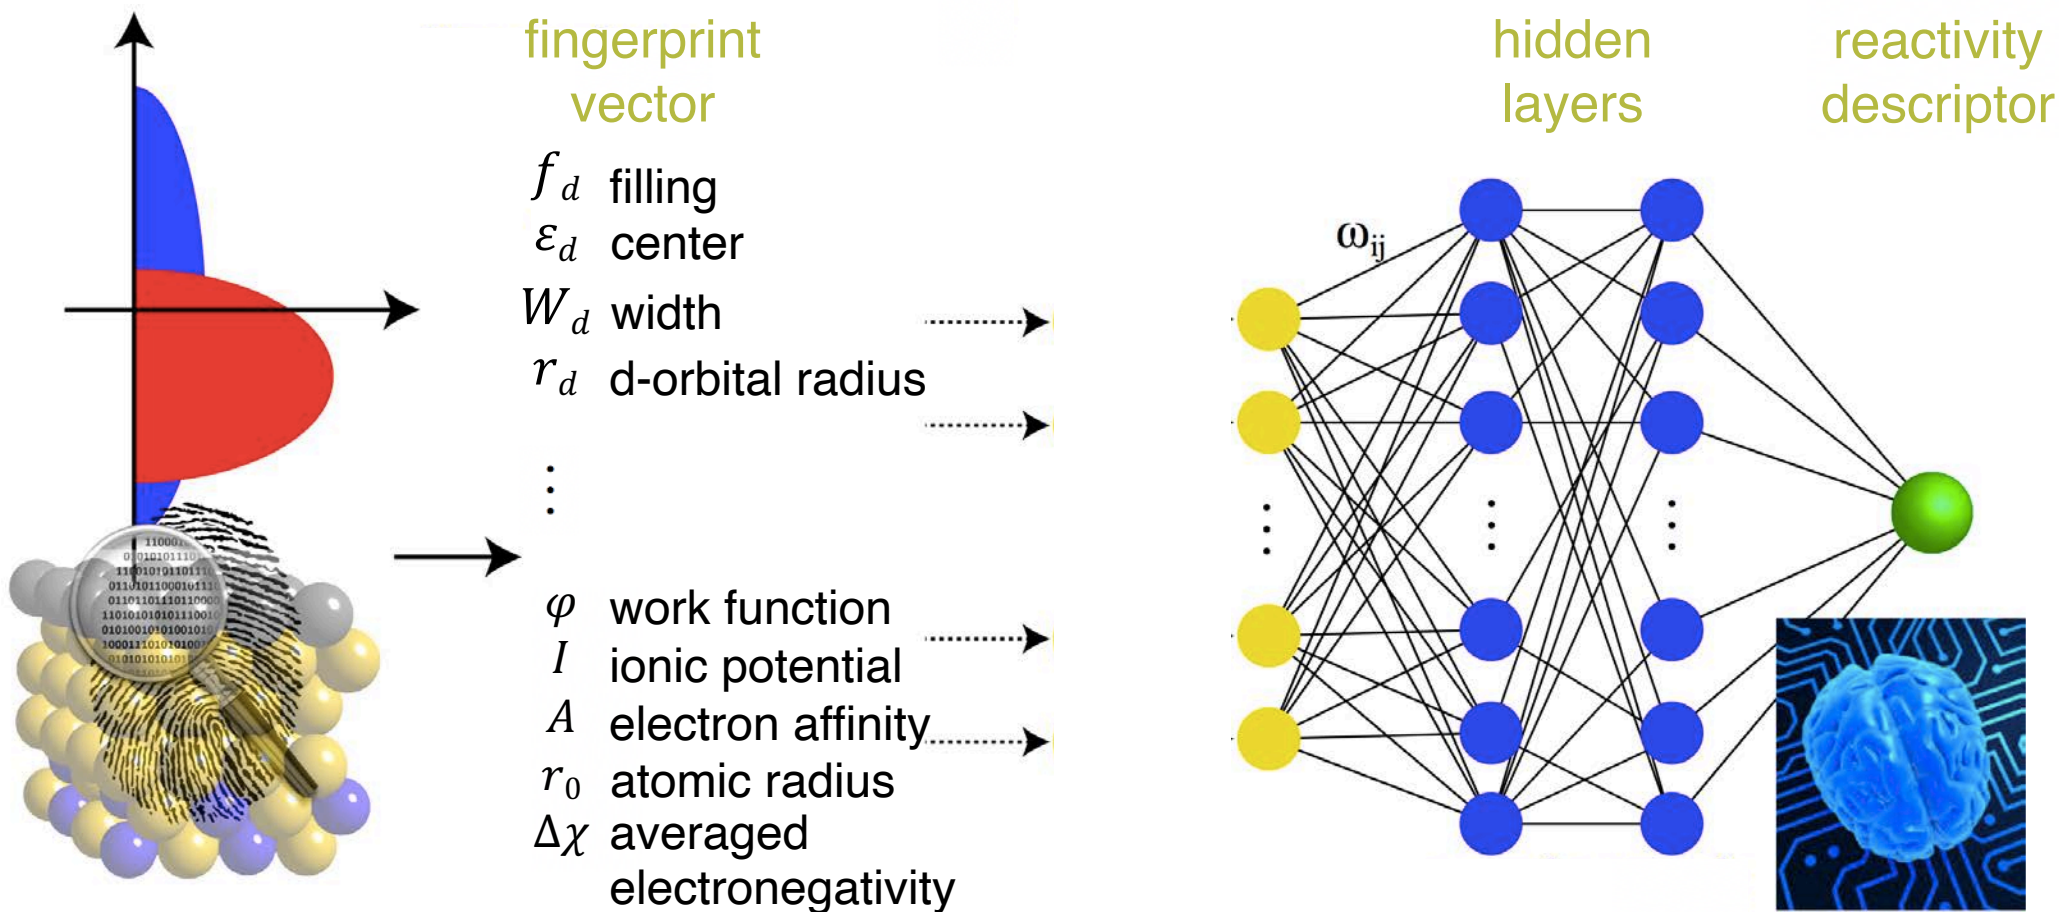 fingerprint
vector
hidden
layers
reactivity
descriptor
f_d filling
ε_d center
W_d width
r_d d-orbital radius
⋮
φ work function
I ionic potential
A electron affinity
r_0 atomic radius
Δχ averaged
electronegativity
ω_ij